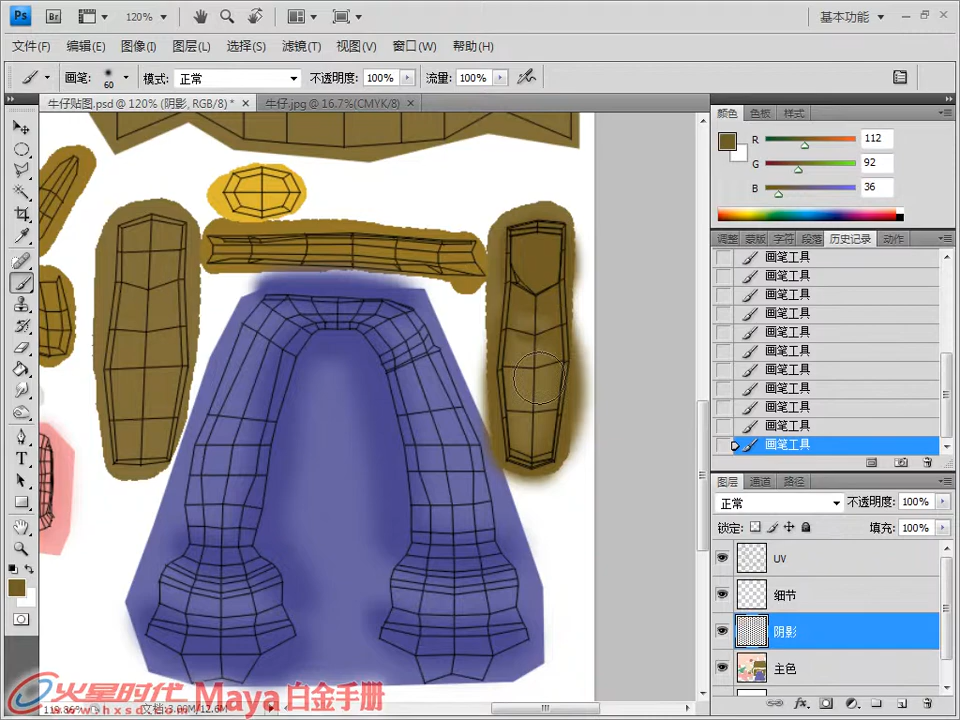 Ps Br 120% 基本功能
文件(F) 编辑(E) 图像(I) 图层(L) 选择(S) 滤镜(T) 视图(V) 窗口(W) 帮助(H)
画笔: 60 模式: 正常 不透明度: 100% 流量: 100%
牛仔贴图.psd @ 120% (阴影, RGB/8) * 牛仔.jpg @ 16.7%(CMYK/8)
颜色 色板 样式
R 112
G 92
B 36
调整 蒙版 字符 段落 历史记录 动作
画笔工具
画笔工具
画笔工具
画笔工具
画笔工具
画笔工具
画笔工具
画笔工具
画笔工具
画笔工具
画笔工具
图层 通道 路径
正常 不透明度: 100%
锁定: 填充: 100%
UV
细节
阴影
主色
T
火星时代 Maya 白金手册
www.hxsd.com